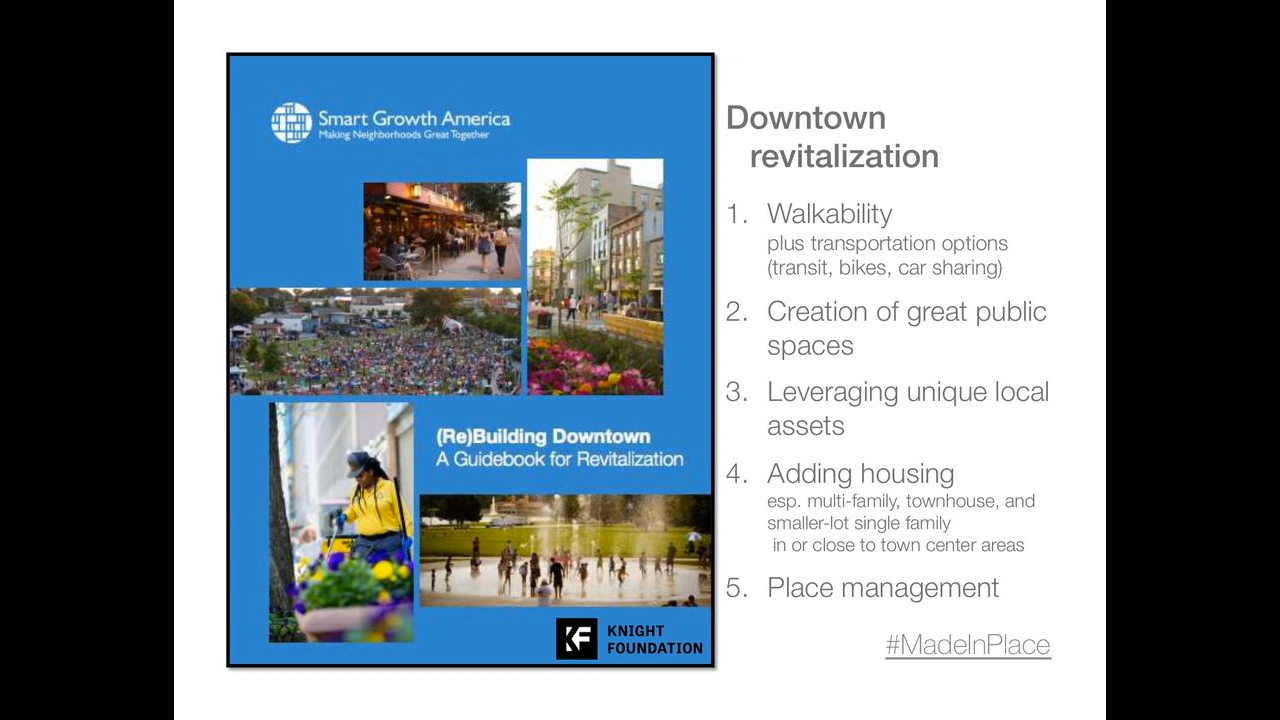 Smart Growth America
Making Neighborhoods Great Together
(Re)Building Downtown
A Guidebook for Revitalization
KNIGHT
FOUNDATION
Downtown
revitalization
1. Walkability
plus transportation options
(transit, bikes, car sharing)
2. Creation of great public
spaces
3. Leveraging unique local
assets
4. Adding housing
esp. multi-family, townhouse, and
smaller-lot single family
in or close to town center areas
5. Place management
#MadeInPlace